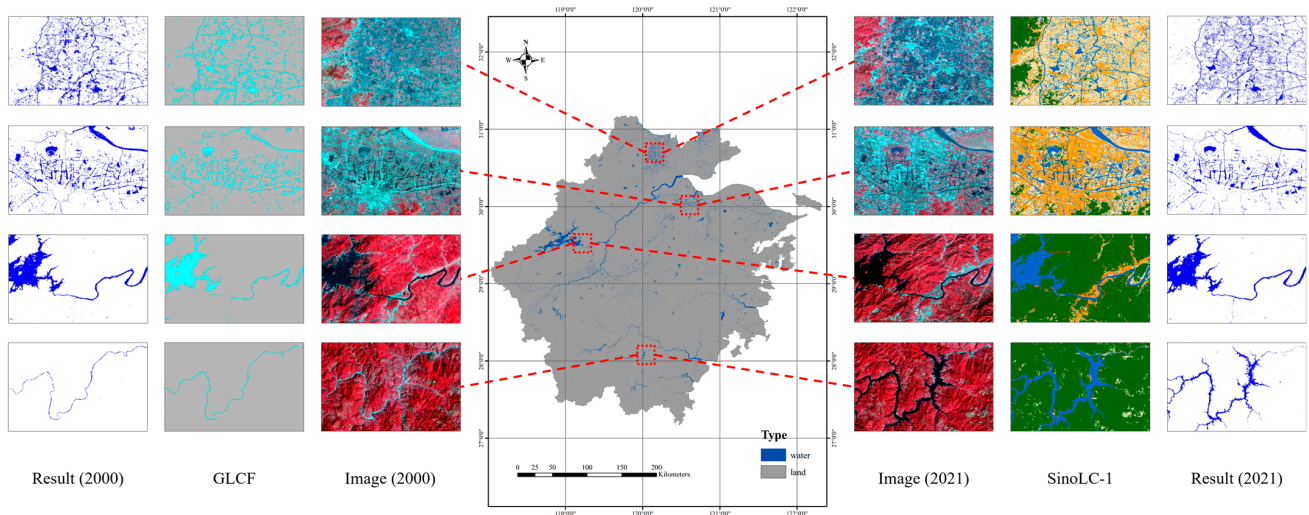 119°0'0" 120°0'0" 121°0'0" 122°0'0"
N
W E
S
32°0'0"
31°0'0"
30°0'0"
29°0'0"
28°0'0"
27°0'0"
32°0'0"
31°0'0"
30°0'0"
29°0'0"
28°0'0"
27°0'0"
Type
water
land
0 25 50 100 150 200
Kilometers
119°0'0" 120°0'0" 121°0'0" 122°0'0"
Result (2000) GLCF Image (2000) Image (2021) SinoLC-1 Result (2021)